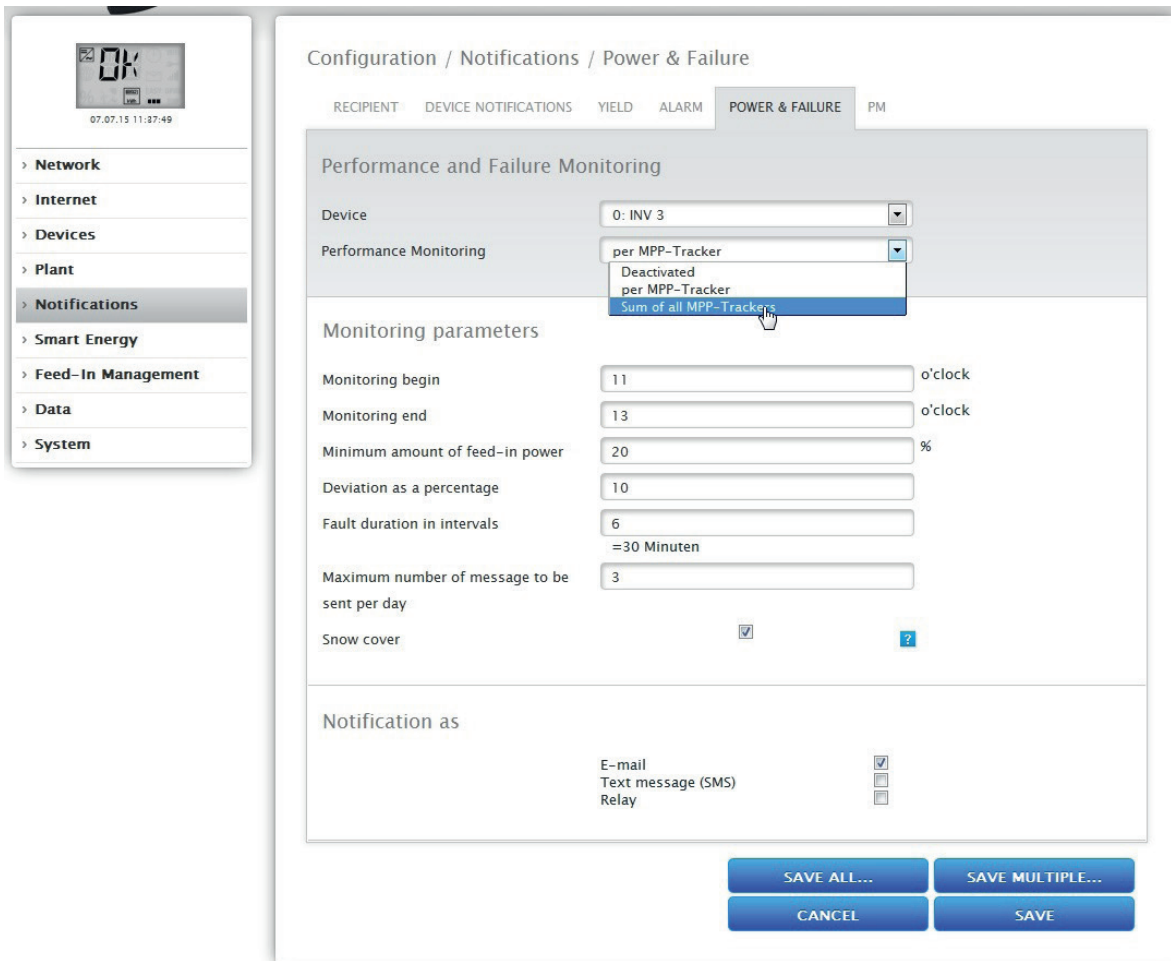 OK
07.07.15 11:37:49
› Network
› Internet
› Devices
› Plant
› Notifications
› Smart Energy
› Feed-In Management
› Data
› System
Configuration / Notifications / Power & Failure
RECIPIENT DEVICE NOTIFICATIONS YIELD ALARM POWER & FAILURE PM
Performance and Failure Monitoring
Device 0: INV 3
Performance Monitoring per MPP-Tracker
Deactivated
per MPP-Tracker
Sum of all MPP-Trackers
Monitoring parameters
Monitoring begin 11 o'clock
Monitoring end 13 o'clock
Minimum amount of feed-in power 20 %
Deviation as a percentage 10
Fault duration in intervals 6
=30 Minuten
Maximum number of message to be 3
sent per day
Snow cover ?
Notification as
E-mail
Text message (SMS)
Relay
SAVE ALL... SAVE MULTIPLE...
CANCEL SAVE